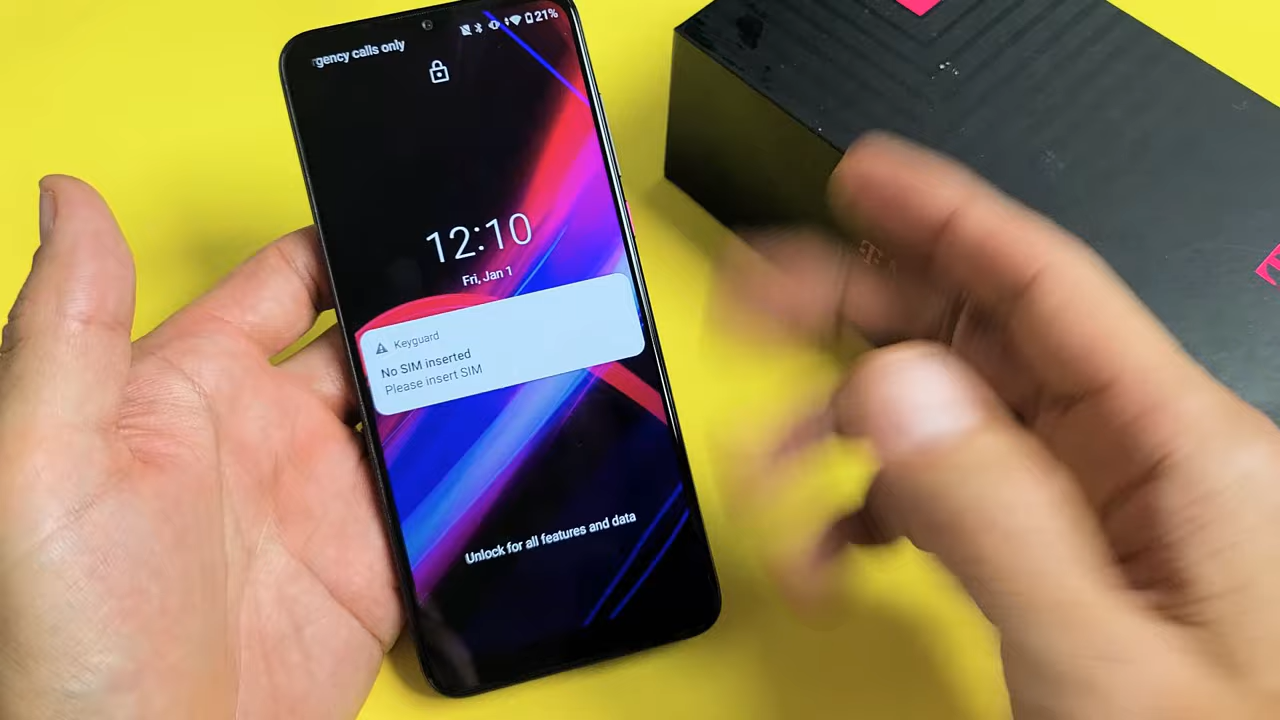 rgency calls only
21%
12:10
Fri, Jan 1
Keyguard
No SIM inserted
Please insert SIM
Unlock for all features and data
T